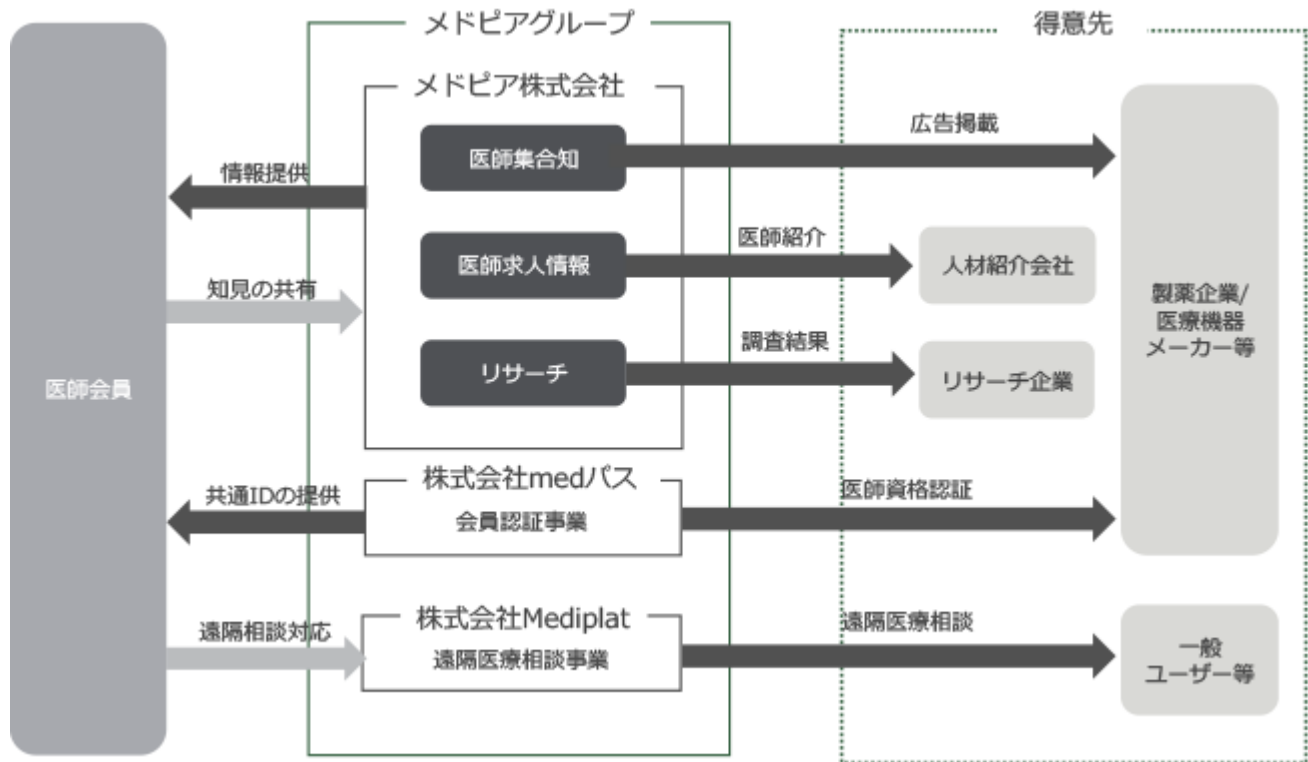 メドピアグループ
得意先
メドピア株式会社
広告掲載
医師集合知
情報提供
医師紹介
医師求人情報
人材紹介会社
知見の共有
製薬企業/
医療機器
メーカー等
調査結果
リサーチ
リサーチ企業
医師会員
株式会社medパス
共通IDの提供
会員認証事業
医師資格認証
株式会社Mediplat
遠隔相談対応
遠隔医療相談事業
遠隔医療相談
一般
ユーザー等